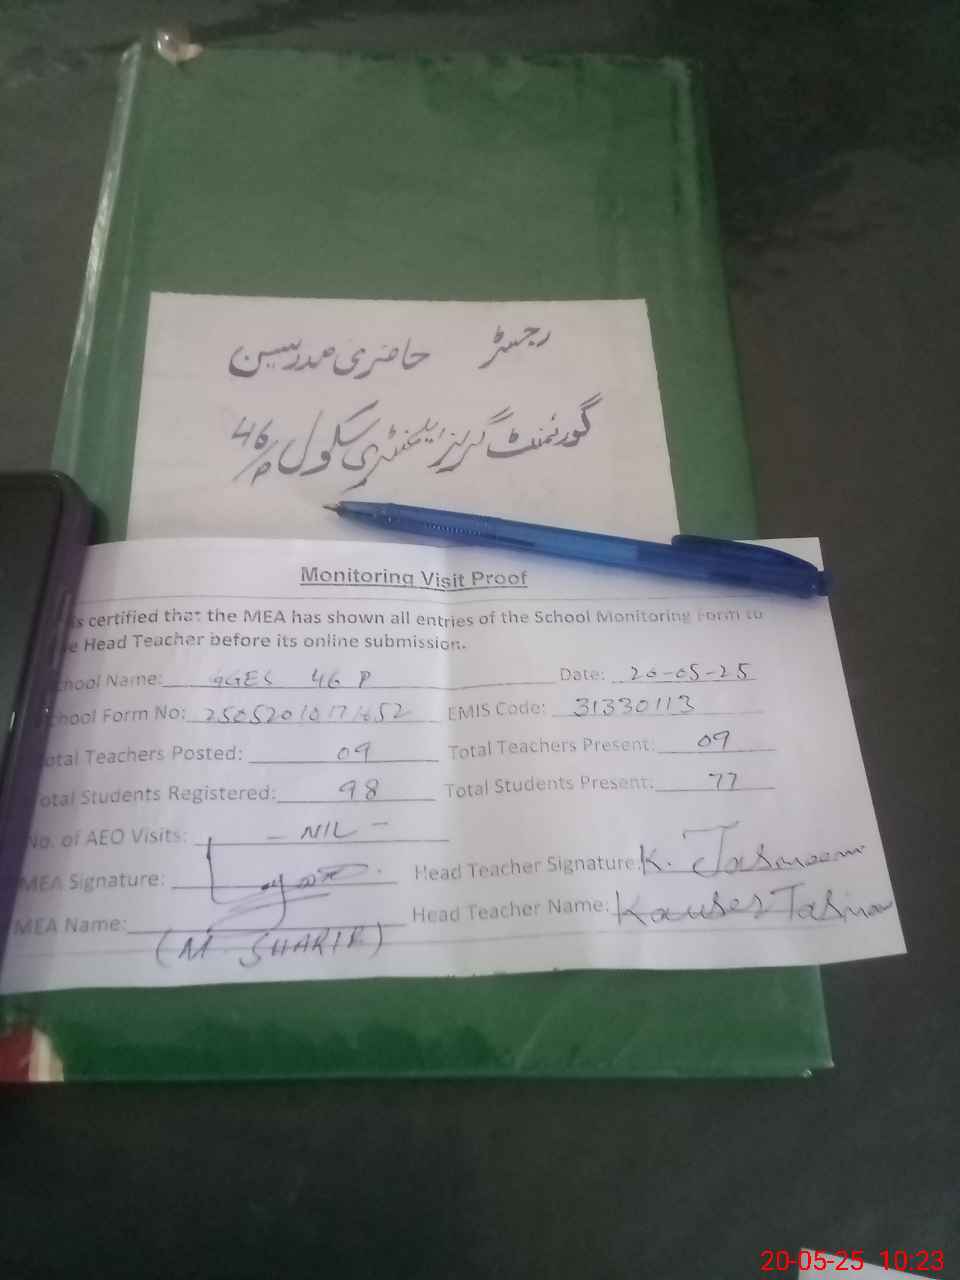 رجسٹر حاضری مدرسین
گورنمنٹ گرلز ایلیمنٹری سکول 46/P
Monitoring Visit Proof
is certified that the MEA has shown all entries of the School Monitoring Form to
e Head Teacher before its online submission.
chool Name: GGES 46 P Date: 20-05-25
chool Form No: EMIS Code: 31330113
otal Teachers Posted: 09 Total Teachers Present: 09
otal Students Registered: 98 Total Students Present: 77
No. of AEO Visits: - NIL -
MEA Signature: Head Teacher Signature: K. Tasneem
MEA Name: Head Teacher Name: Kauser
(M. SHARIF)
20-05-25 10:23